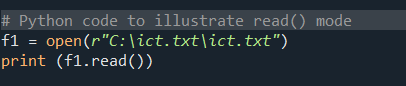 # Python code to illustrate read() mode
f1 = open(r"C:\ict.txt\ict.txt")
print (f1.read())